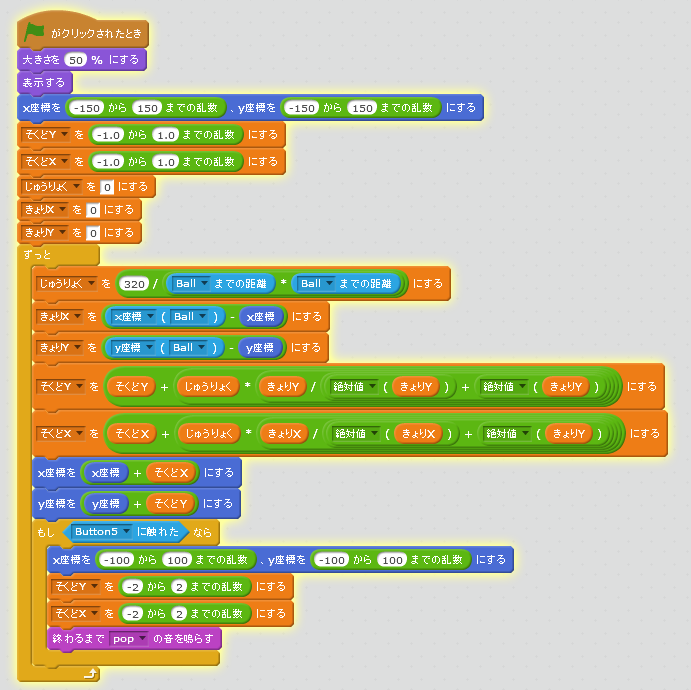 がクリックされたとき
大きさを 50 % にする
表示する
x座標を -150 から 150 までの乱数 、y座標を -150 から 150 までの乱数 にする
そくどY を -1.0 から 1.0 までの乱数 にする
そくどX を -1.0 から 1.0 までの乱数 にする
じゅうりょく を 0 にする
きょりX を 0 にする
きょりY を 0 にする
ずっと
じゅうりょく を 320 / Ball までの距離 * Ball までの距離 にする
きょりX を x座標 ( Ball ) - x座標 にする
きょりY を y座標 ( Ball ) - y座標 にする
そくどY を そくどY + じゅうりょく * きょりY / 絶対値 ( きょりY ) + 絶対値 ( きょりY ) にする
そくどX を そくどX + じゅうりょく * きょりX / 絶対値 ( きょりX ) + 絶対値 ( きょりY ) にする
x座標を x座標 + そくどX にする
y座標を y座標 + そくどY にする
もし Button5 に触れた なら
x座標を -100 から 100 までの乱数 、y座標を -100 から 100 までの乱数 にする
そくどY を -2 から 2 までの乱数 にする
そくどX を -2 から 2 までの乱数 にする
終わるまで pop の音を鳴らす